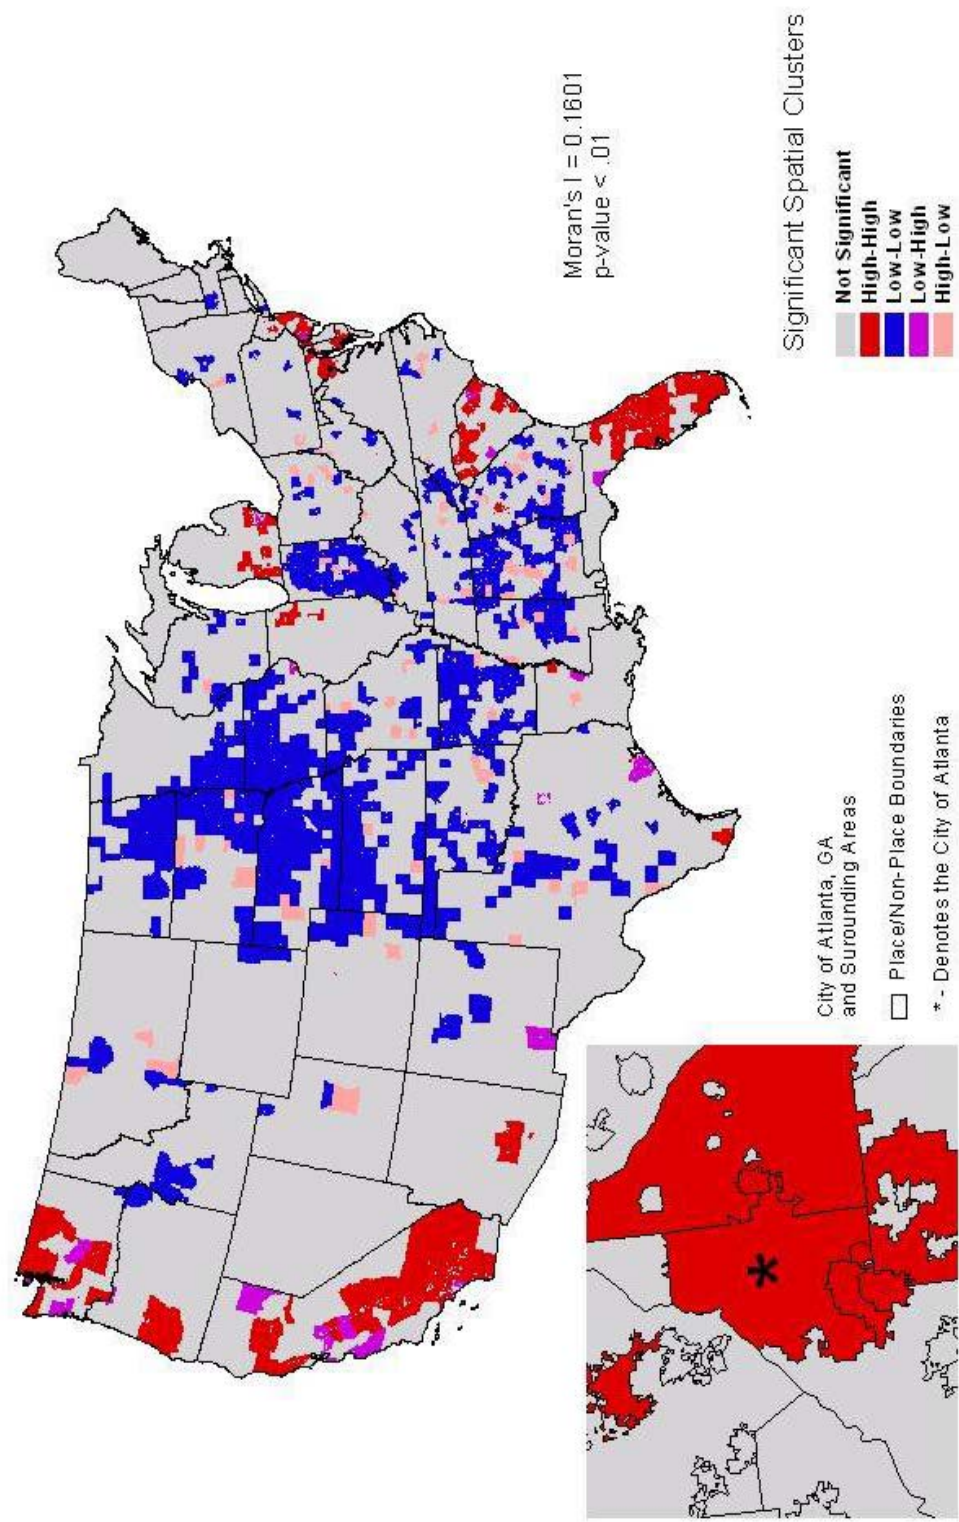 Moran's I = 0.1601
p-value < .01
Significant Spatial Clusters
Not Significant
High-High
Low-Low
Low-High
High-Low
City of Atlanta, GA
and Surounding Areas
Place/Non-Place Boundaries
* - Denotes the City of Atlanta
*